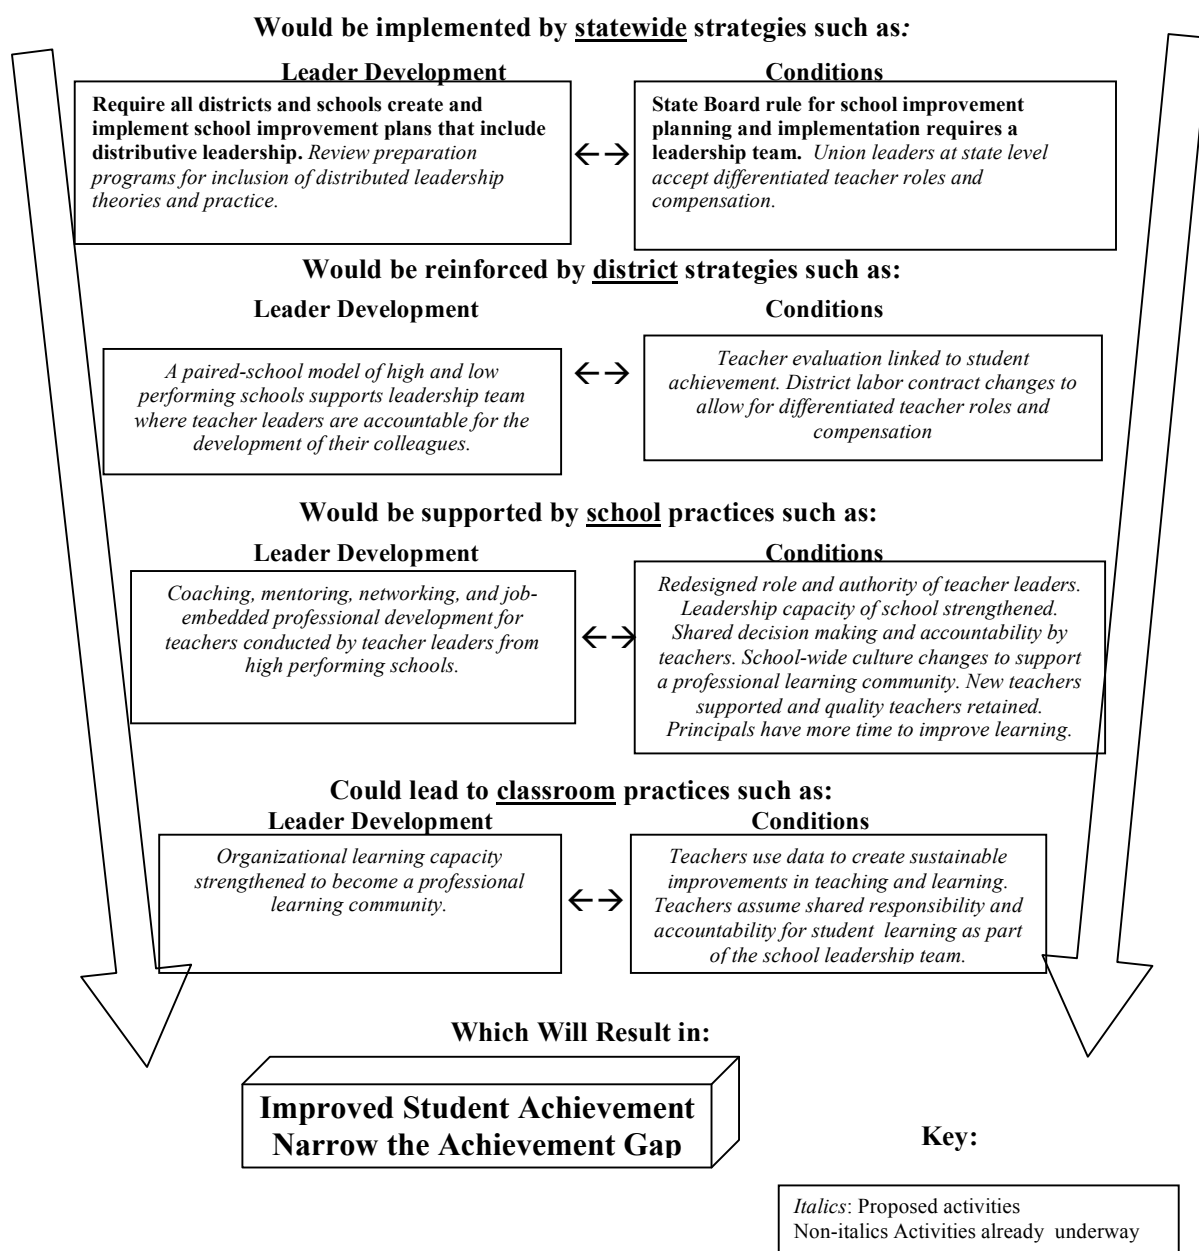 Would be implemented by statewide strategies such as:
Leader Development
Require all districts and schools create and
implement school improvement plans that include
distributive leadership. Review preparation
programs for inclusion of distributed leadership
theories and practice.
Conditions
State Board rule for school improvement
planning and implementation requires a
leadership team. Union leaders at state level
accept differentiated teacher roles and
compensation.
Would be reinforced by district strategies such as:
Leader Development
A paired-school model of high and low
performing schools supports leadership team
where teacher leaders are accountable for the
development of their colleagues.
Conditions
Teacher evaluation linked to student
achievement. District labor contract changes to
allow for differentiated teacher roles and
compensation
Would be supported by school practices such as:
Leader Development
Coaching, mentoring, networking, and job-
embedded professional development for
teachers conducted by teacher leaders from
high performing schools.
Conditions
Redesigned role and authority of teacher leaders.
Leadership capacity of school strengthened.
Shared decision making and accountability by
teachers. School-wide culture changes to support
a professional learning community. New teachers
supported and quality teachers retained.
Principals have more time to improve learning.
Could lead to classroom practices such as:
Leader Development
Organizational learning capacity
strengthened to become a professional
learning community.
Conditions
Teachers use data to create sustainable
improvements in teaching and learning.
Teachers assume shared responsibility and
accountability for student learning as part
of the school leadership team.
Which Will Result in:
Improved Student Achievement
Narrow the Achievement Gap
Key:
Italics: Proposed activities
Non-italics Activities already underway